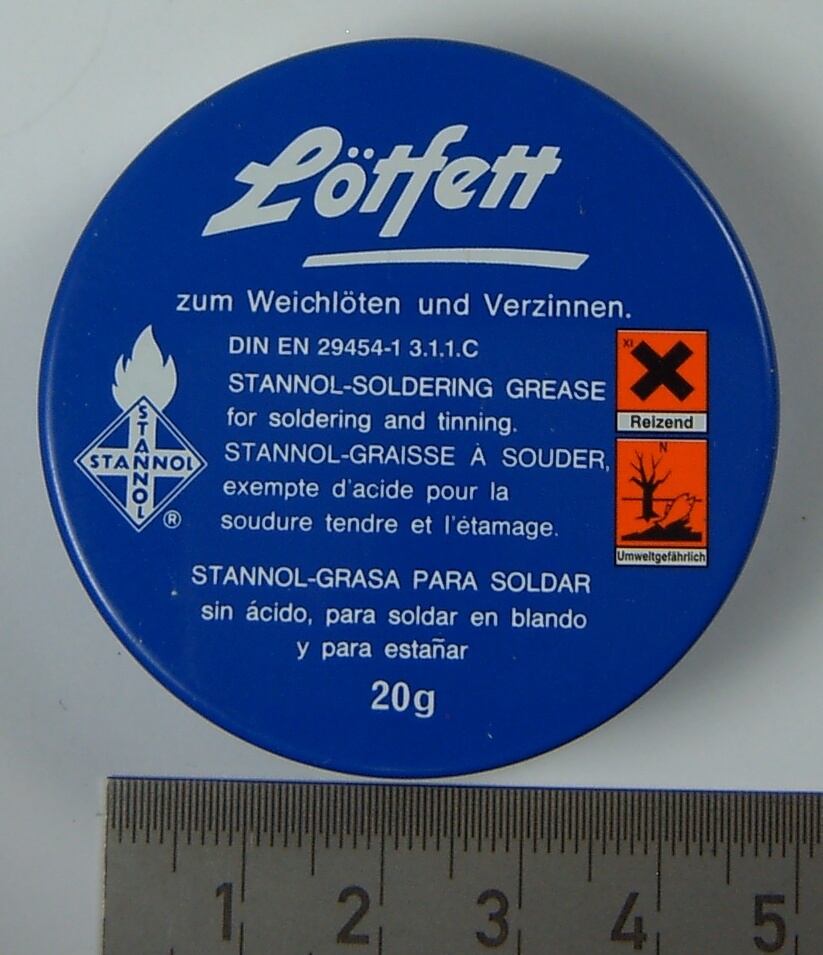 Lötfett
zum Weichlöten und Verzinnen.
DIN EN 29454-1 3.1.1.C
STANNOL-SOLDERING GREASE
for soldering and tinning.
STANNOL-GRAISSE À SOUDER,
exempte d'acide pour la
soudure tendre et l'étamage.
STANNOL
STANNOL
®
XI
Reizend
N
Umweltgefährlich
STANNOL-GRASA PARA SOLDAR
sin ácido, para soldar en blando
y para estañar
20g
1 2 3 4 5